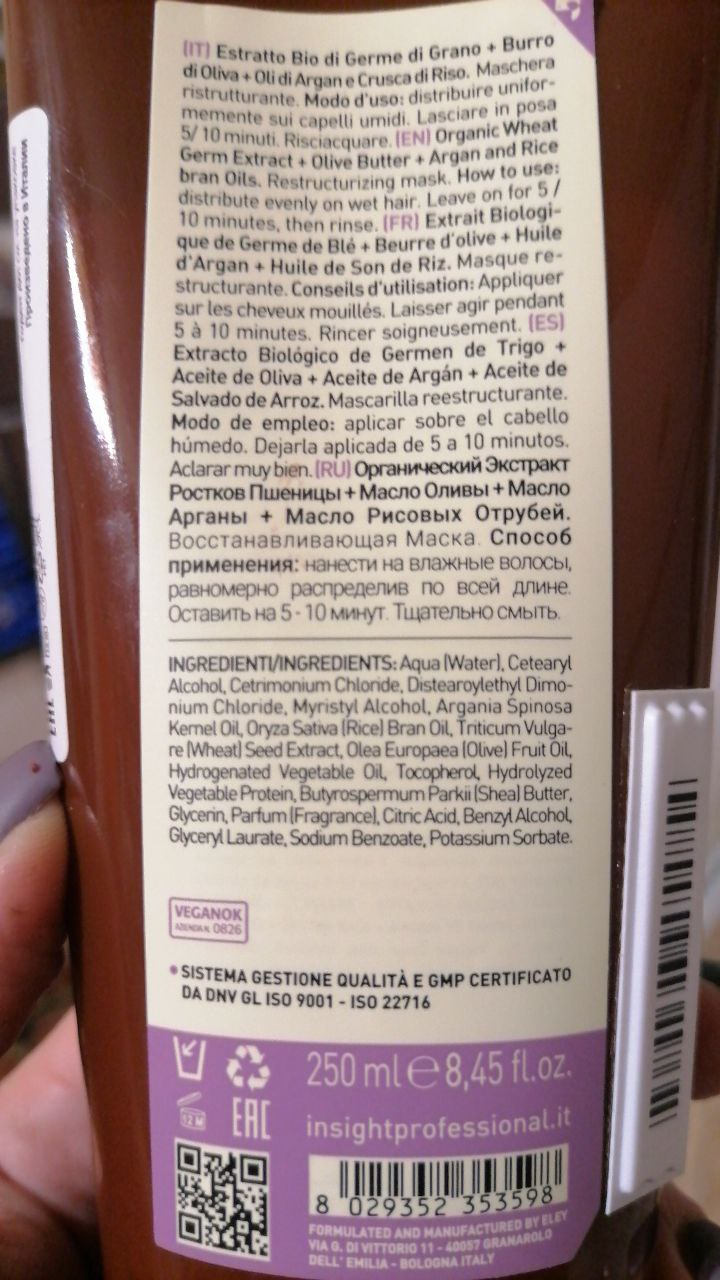 (IT) Estratto Bio di Germe di Grano + Burro
di Oliva + Oli di Argan e Crusca di Riso. Maschera
ristrutturante. Modo d'uso: distribuire unifor-
memente sui capelli umidi. Lasciare in posa
5/ 10 minuti. Risciacquare. (EN) Organic Wheat
Germ Extract + Olive Butter + Argan and Rice
bran Oils. Restructurizing mask. How to use:
distribute evenly on wet hair. Leave on for 5 /
10 minutes, then rinse. (FR) Extrait Biologi-
que de Germe de Blé + Beurre d'olive + Huile
d'Argan + Huile de Son de Riz. Masque re-
structurante. Conseils d'utilisation: Appliquer
sur les cheveux mouillés. Laisser agir pendant
5 à 10 minutes. Rincer soigneusement. (ES)
Extracto Biológico de Germen de Trigo +
Aceite de Oliva + Aceite de Argán + Aceite de
Salvado de Arroz. Mascarilla reestructurante.
Modo de empleo: aplicar sobre el cabello
húmedo. Dejarla aplicada de 5 a 10 minutos.
Aclarar muy bien. (RU) Органический Экстракт
Ростков Пшеницы + Масло Оливы + Масло
Арганы + Масло Рисовых Отрубей.
Восстанавливающая Маска. Способ
применения: нанести на влажные волосы,
равномерно распределив по всей длине.
Оставить на 5 - 10 минут. Тщательно смыть.
INGREDIENTI/INGREDIENTS: Aqua (Water), Cetearyl
Alcohol, Cetrimonium Chloride, Distearoylethyl Dimo-
nium Chloride, Myristyl Alcohol, Argania Spinosa
Kernel Oil, Oryza Sativa (Rice) Bran Oil, Triticum Vulga-
re (Wheat) Seed Extract, Olea Europaea (Olive) Fruit Oil,
Hydrogenated Vegetable Oil, Tocopherol, Hydrolyzed
Vegetable Protein, Butyrospermum Parkii (Shea) Butter,
Glycerin, Parfum (Fragrance), Citric Acid, Benzyl Alcohol,
Glyceryl Laurate, Sodium Benzoate, Potassium Sorbate.
VEGANOK
AZIENDA N. 0826
*SISTEMA GESTIONE QUALITÀ E GMP CERTIFICATO
DA DNV GL ISO 9001 - ISO 22716
250 ml e 8,45 fl.oz.
12 M
EAC
insightprofessional.it
8 029352 353598
FORMULATED AND MANUFACTURED BY ELEY
VIA G. DI VITTORIO 11 - 40057 GRANAROLO
DELL' EMILIA - BOLOGNA ITALY
Произведено в Италии